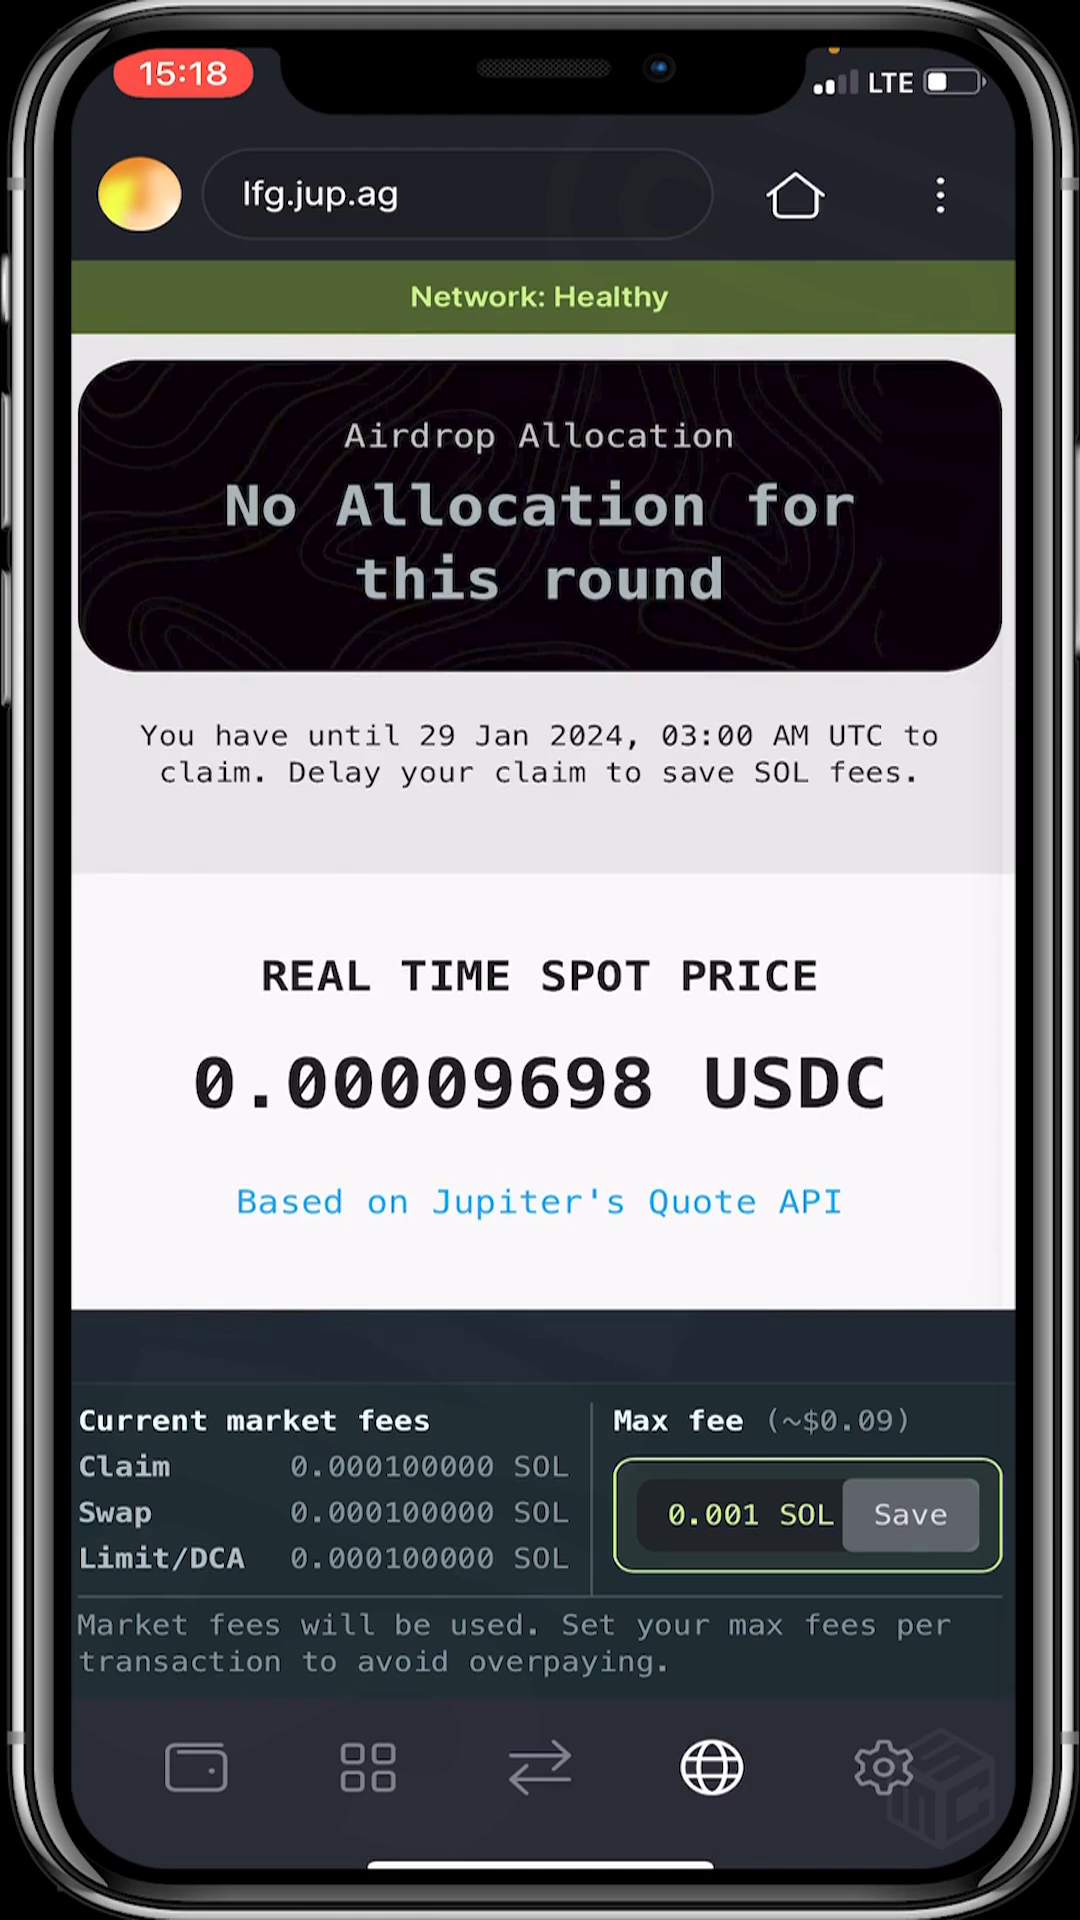 15:18
LTE
lfg.jup.ag
Network: Healthy
Airdrop Allocation
No Allocation for
this round
You have until 29 Jan 2024, 03:00 AM UTC to
claim. Delay your claim to save SOL fees.
REAL TIME SPOT PRICE
0.00009698 USDC
Based on Jupiter's Quote API
Current market fees
Claim 0.000100000 SOL
Swap 0.000100000 SOL
Limit/DCA 0.000100000 SOL
Max fee (~$0.09)
0.001 SOL Save
Market fees will be used. Set your max fees per
transaction to avoid overpaying.